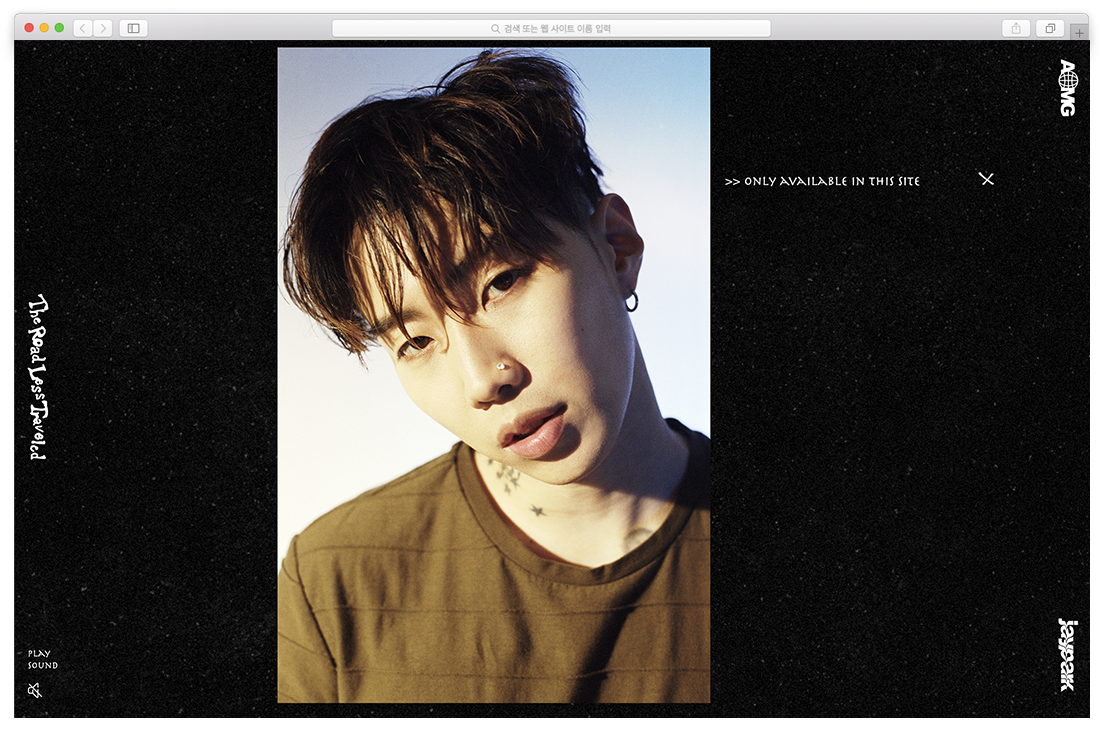 검색 또는 웹 사이트 이름 입력
AOMG
>> ONLY AVAILABLE IN THIS SITE
The Road Less Traveled
PLAY
SOUND
jaypark